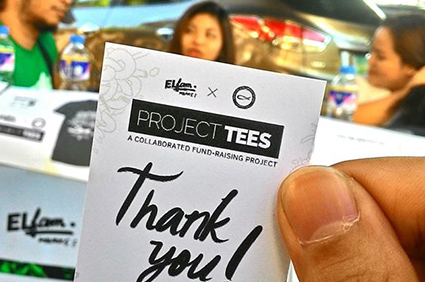 ELfam. X
PROJECT TEES
A COLLABORATED FUND-RAISING PROJECT
Thank
you!
ELfam.